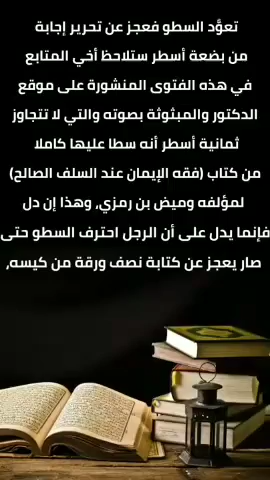 تعوَّد السطو فعجز عن تحرير إجابة
من بضعة أسطر ستلاحظ أخي المتابع
في هذه الفتوى المنشورة على موقع
الدكتور والمبثوثة بصوته والتي لا تتجاوز
ثمانية أسطر أنه سطا عليها كاملا
من كتاب (فقه الإيمان عند السلف الصالح)
لمؤلفه وميض بن رمزي، وهذا إن دل
فإنما يدل على أن الرجل احترف السطو حتى
صار يعجز عن كتابة نصف ورقة من كيسه،